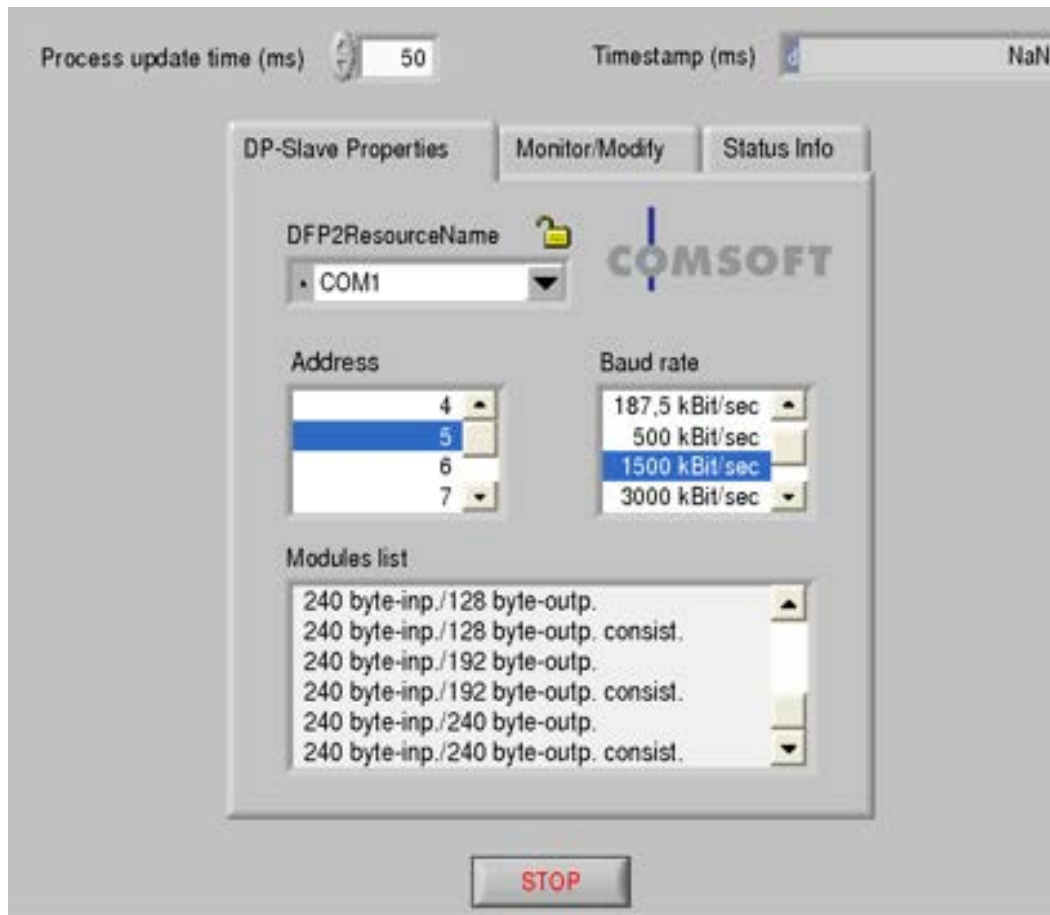 Process update time (ms) 50 Timestamp (ms) d NaN
DP-Slave Properties Monitor/Modify Status Info
DFP2ResourceName
COMSOFT
COM1
Address
4
5
6
7
Baud rate
187,5 kBit/sec
500 kBit/sec
1500 kBit/sec
3000 kBit/sec
Modules list
240 byte-inp./128 byte-outp.
240 byte-inp./128 byte-outp. consist.
240 byte-inp./192 byte-outp.
240 byte-inp./192 byte-outp. consist.
240 byte-inp./240 byte-outp.
240 byte-inp./240 byte-outp. consist.
STOP